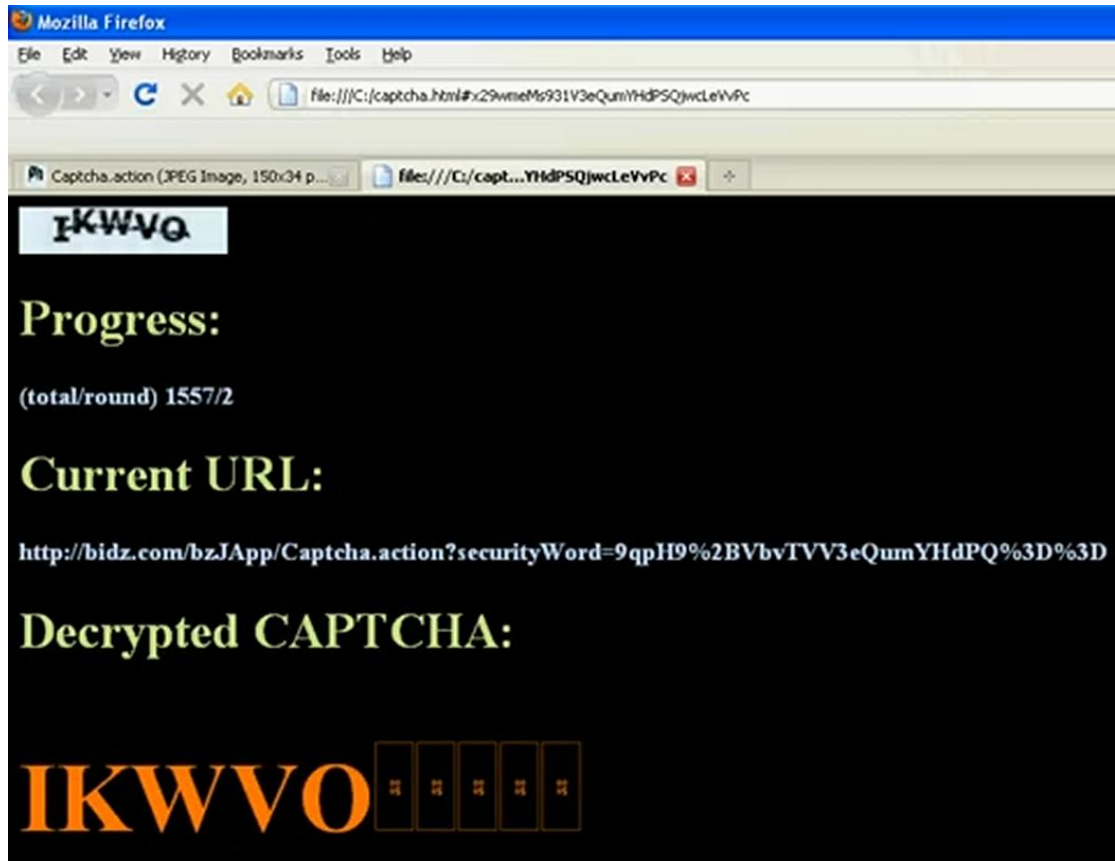 Mozilla Firefox
File Edit View History Bookmarks Tools Help
file:///C:/captcha.html#x29wmeMs931V3eQumYHdPSQjwcLeVvPc
Captcha.action (JPEG Image, 150x34 p... file:///C:/capt...YHdPSQjwcLeVvPc
IKWVO
Progress:
(total/round) 1557/2
Current URL:
http://bidz.com/bzJApp/Captcha.action?securityWord=9qpH9%2BVbvTVV3eQumYHdPQ%3D%3D
Decrypted CAPTCHA:
IKWVO